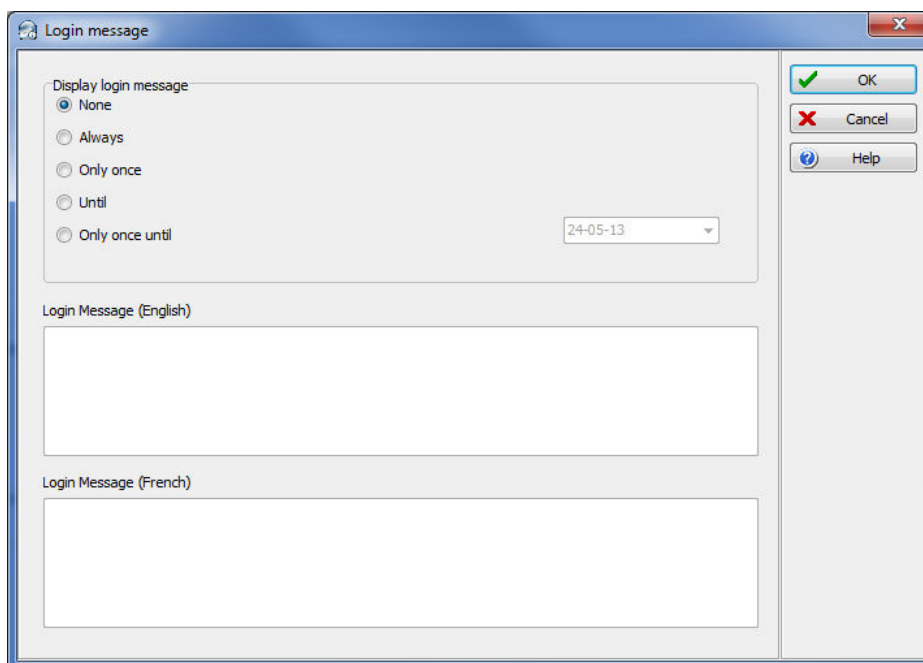 Login message
Display login message
None
Always
Only once
Until
Only once until
24-05-13
Login Message (English)
Login Message (French)
OK
Cancel
Help